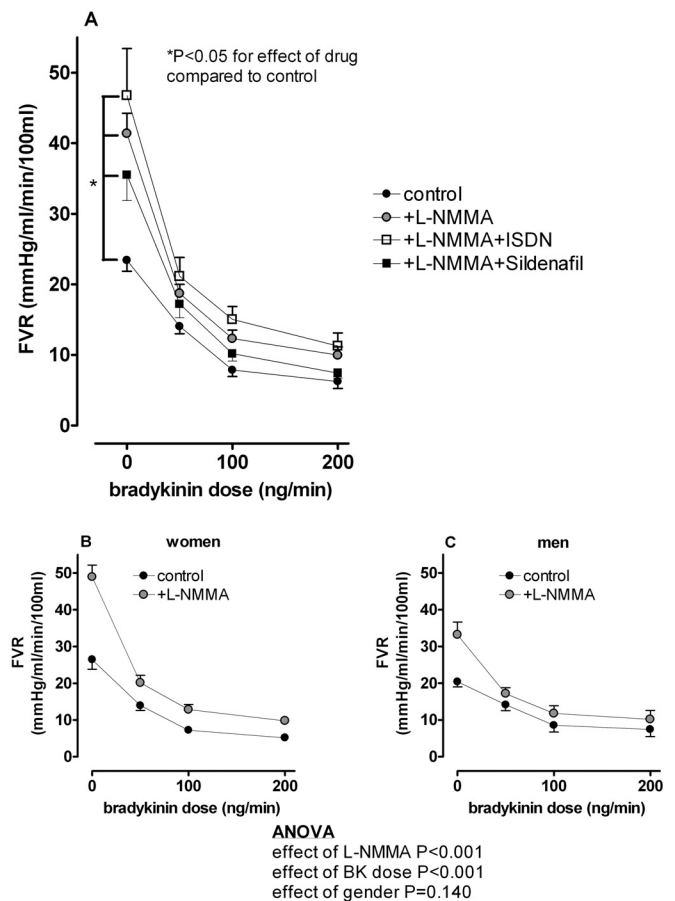 A
*P<0.05 for effect of drug
compared to control
FVR (mmHg/ml/min/100ml)
50
40
30
20
10
0
*
control
+L-NMMA
+L-NMMA+ISDN
+L-NMMA+Sildenafil
0 100 200
bradykinin dose (ng/min)
B women
FVR
(mmHg/ml/min/100ml)
50
40
30
20
10
0
control
+L-NMMA
0 100 200
bradykinin dose (ng/min)
C men
FVR
(mmHg/ml/min/100ml)
50
40
30
20
10
0
control
+L-NMMA
0 100 200
bradykinin dose (ng/min)
ANOVA
effect of L-NMMA P<0.001
effect of BK dose P<0.001
effect of gender P=0.140